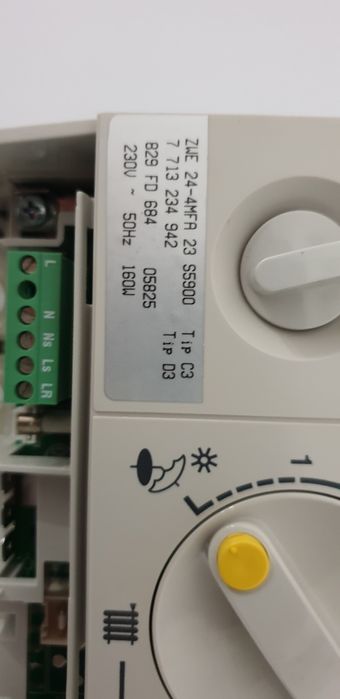 ZWE 24-4MFA 23 S5900 Tip C3
7 713 234 942 Tip D3
829 FD 684 05825
230V ~ 50Hz 160W
L N Ns Ls LR
1